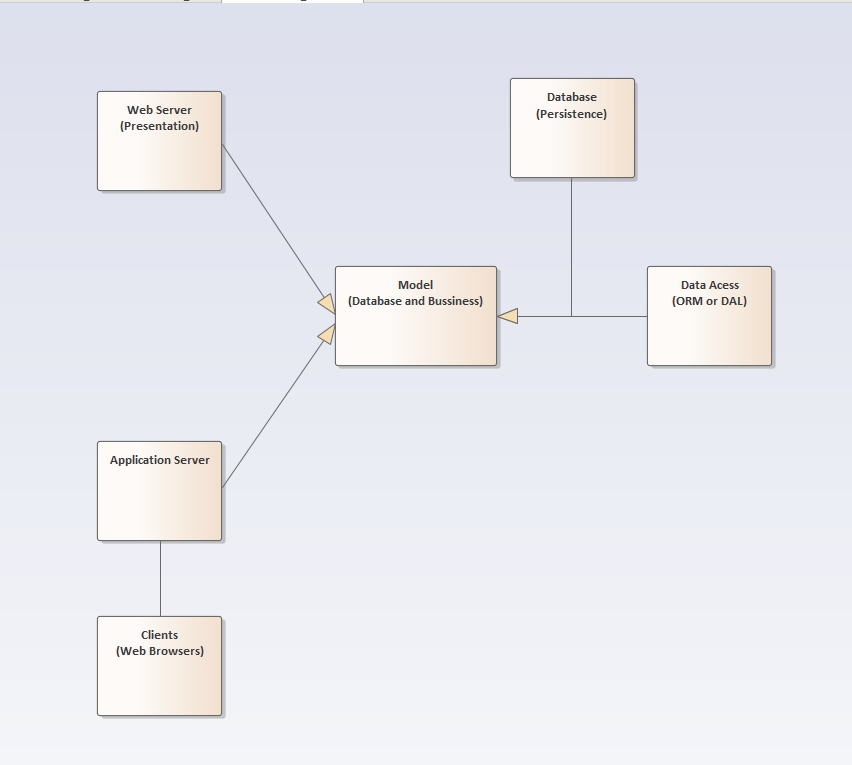 Web Server
(Presentation)
Database
(Persistence)
Model
(Database and Bussiness)
Data Acess
(ORM or DAL)
Application Server
Clients
(Web Browsers)